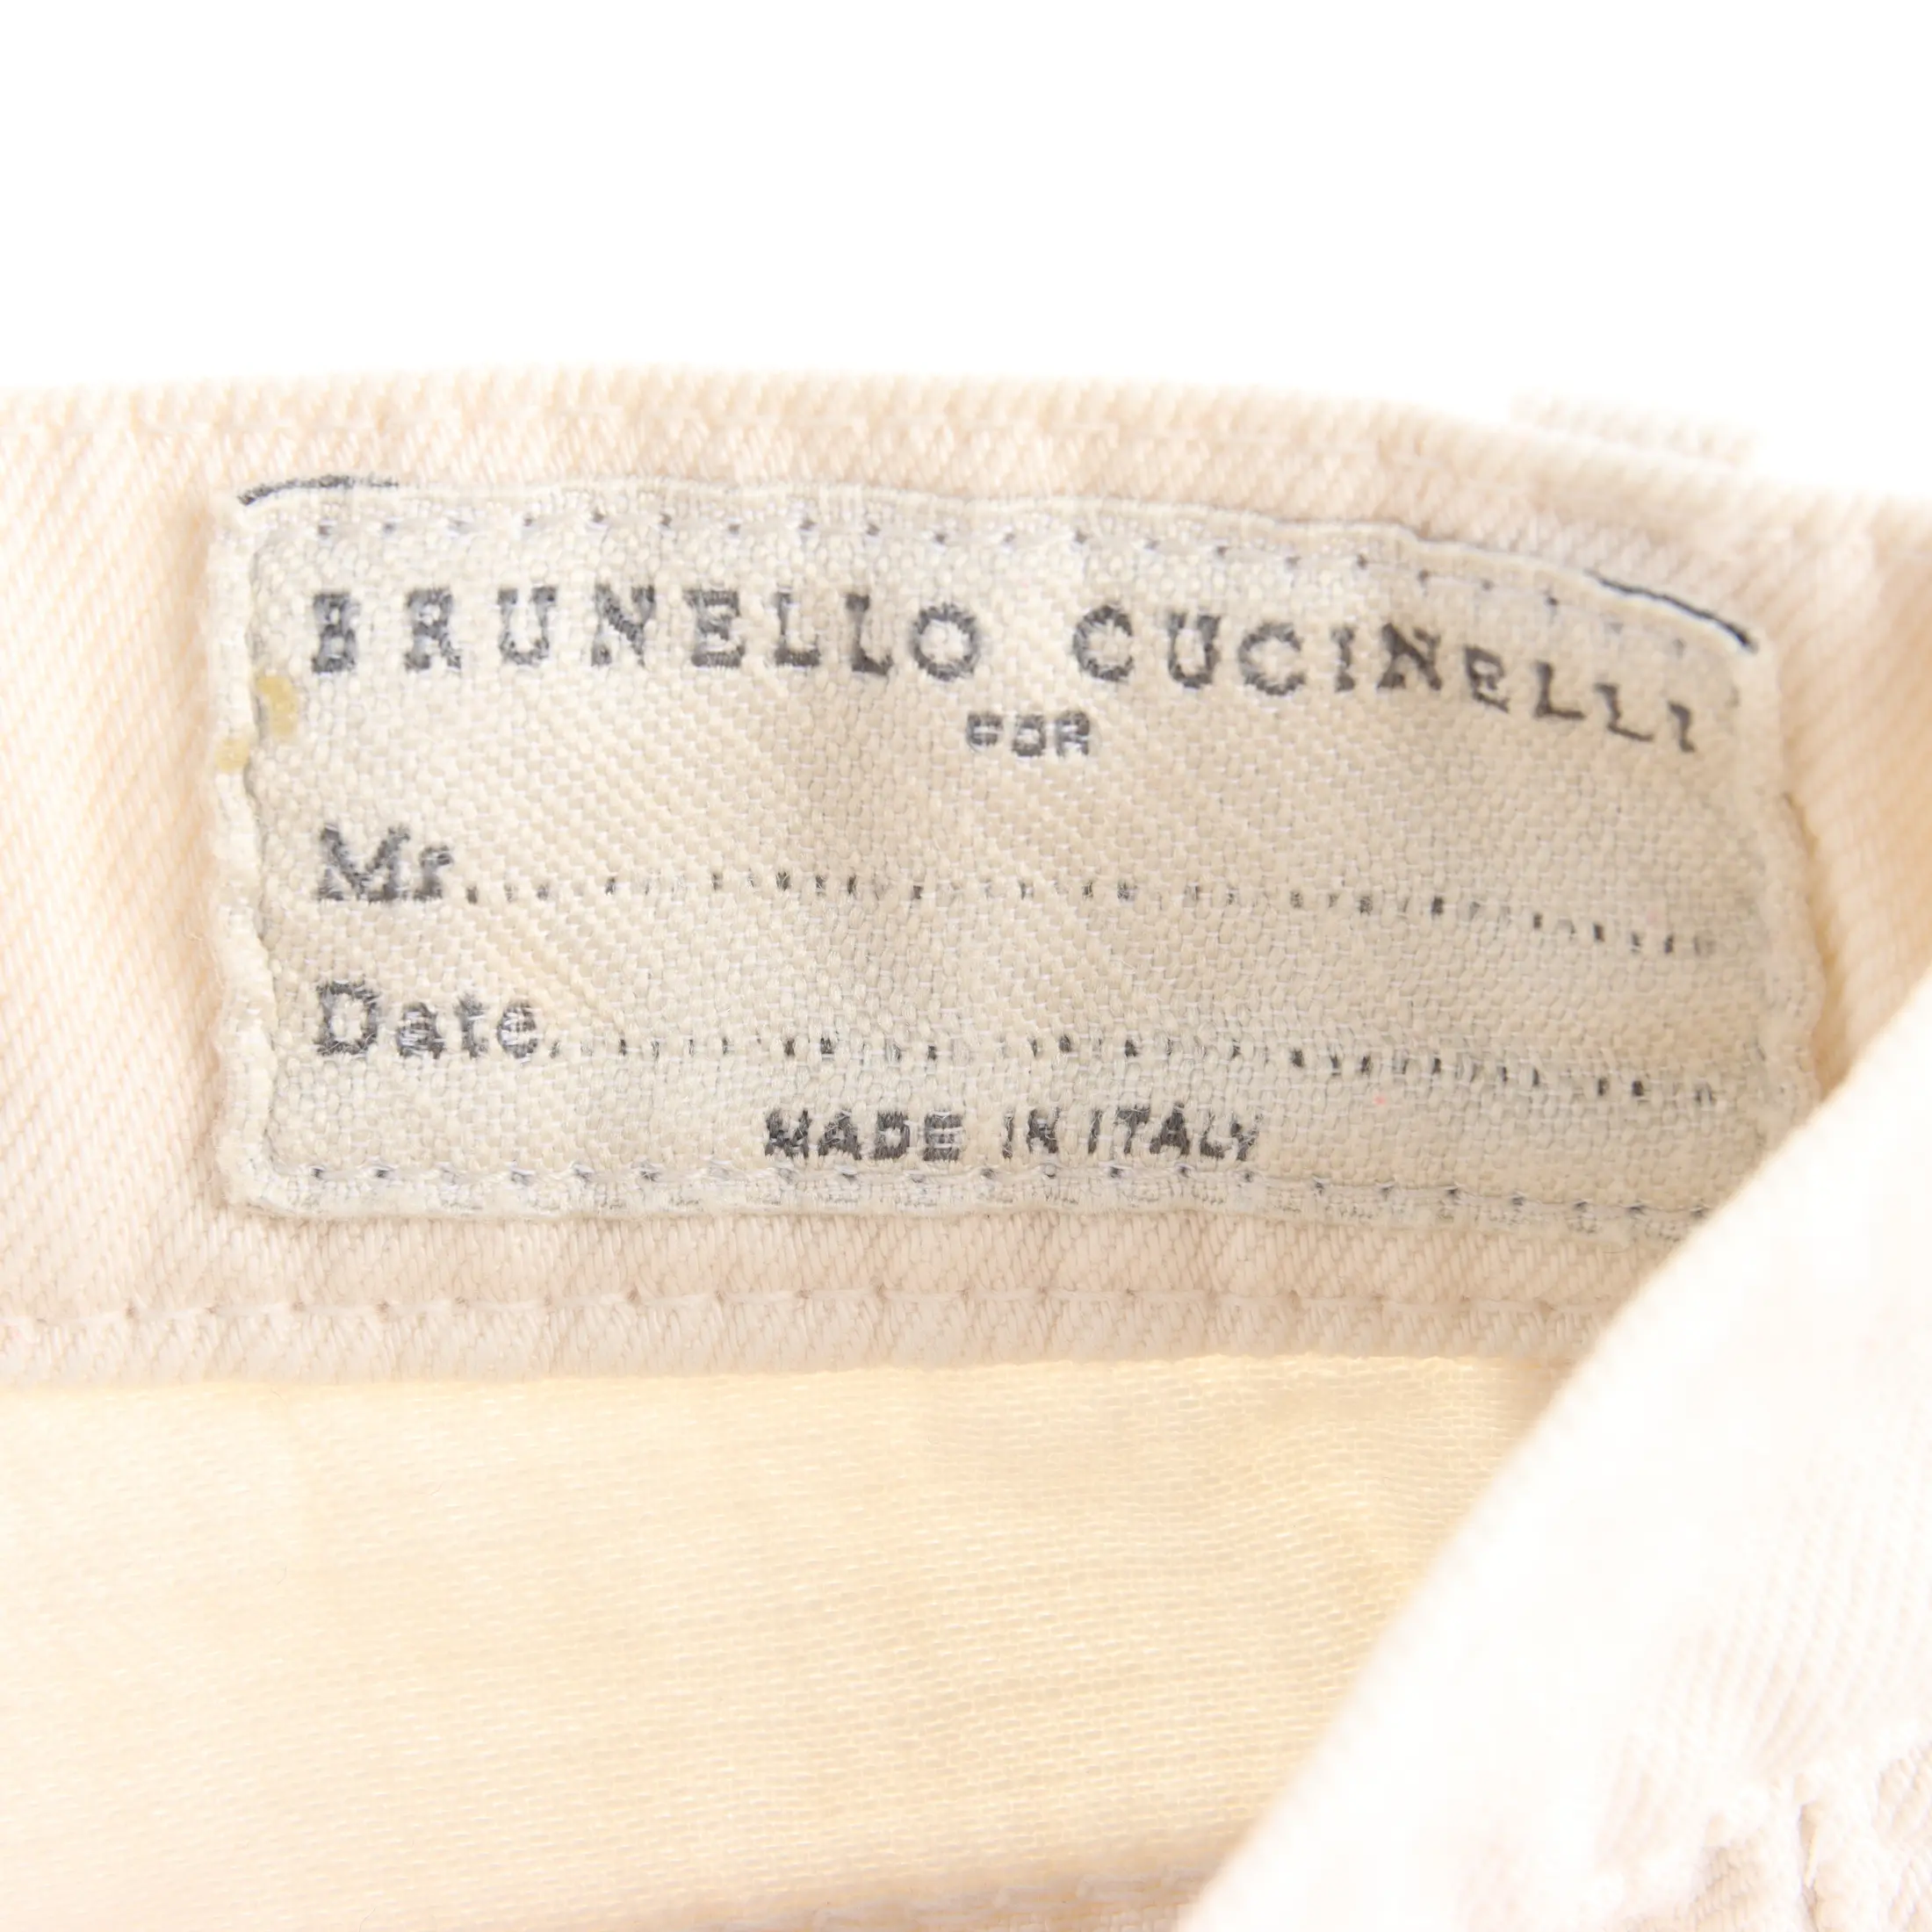 BRUNELLO CUCINELLI
FOR
Mr.......................................................
Date.......................................................
MADE IN ITALY